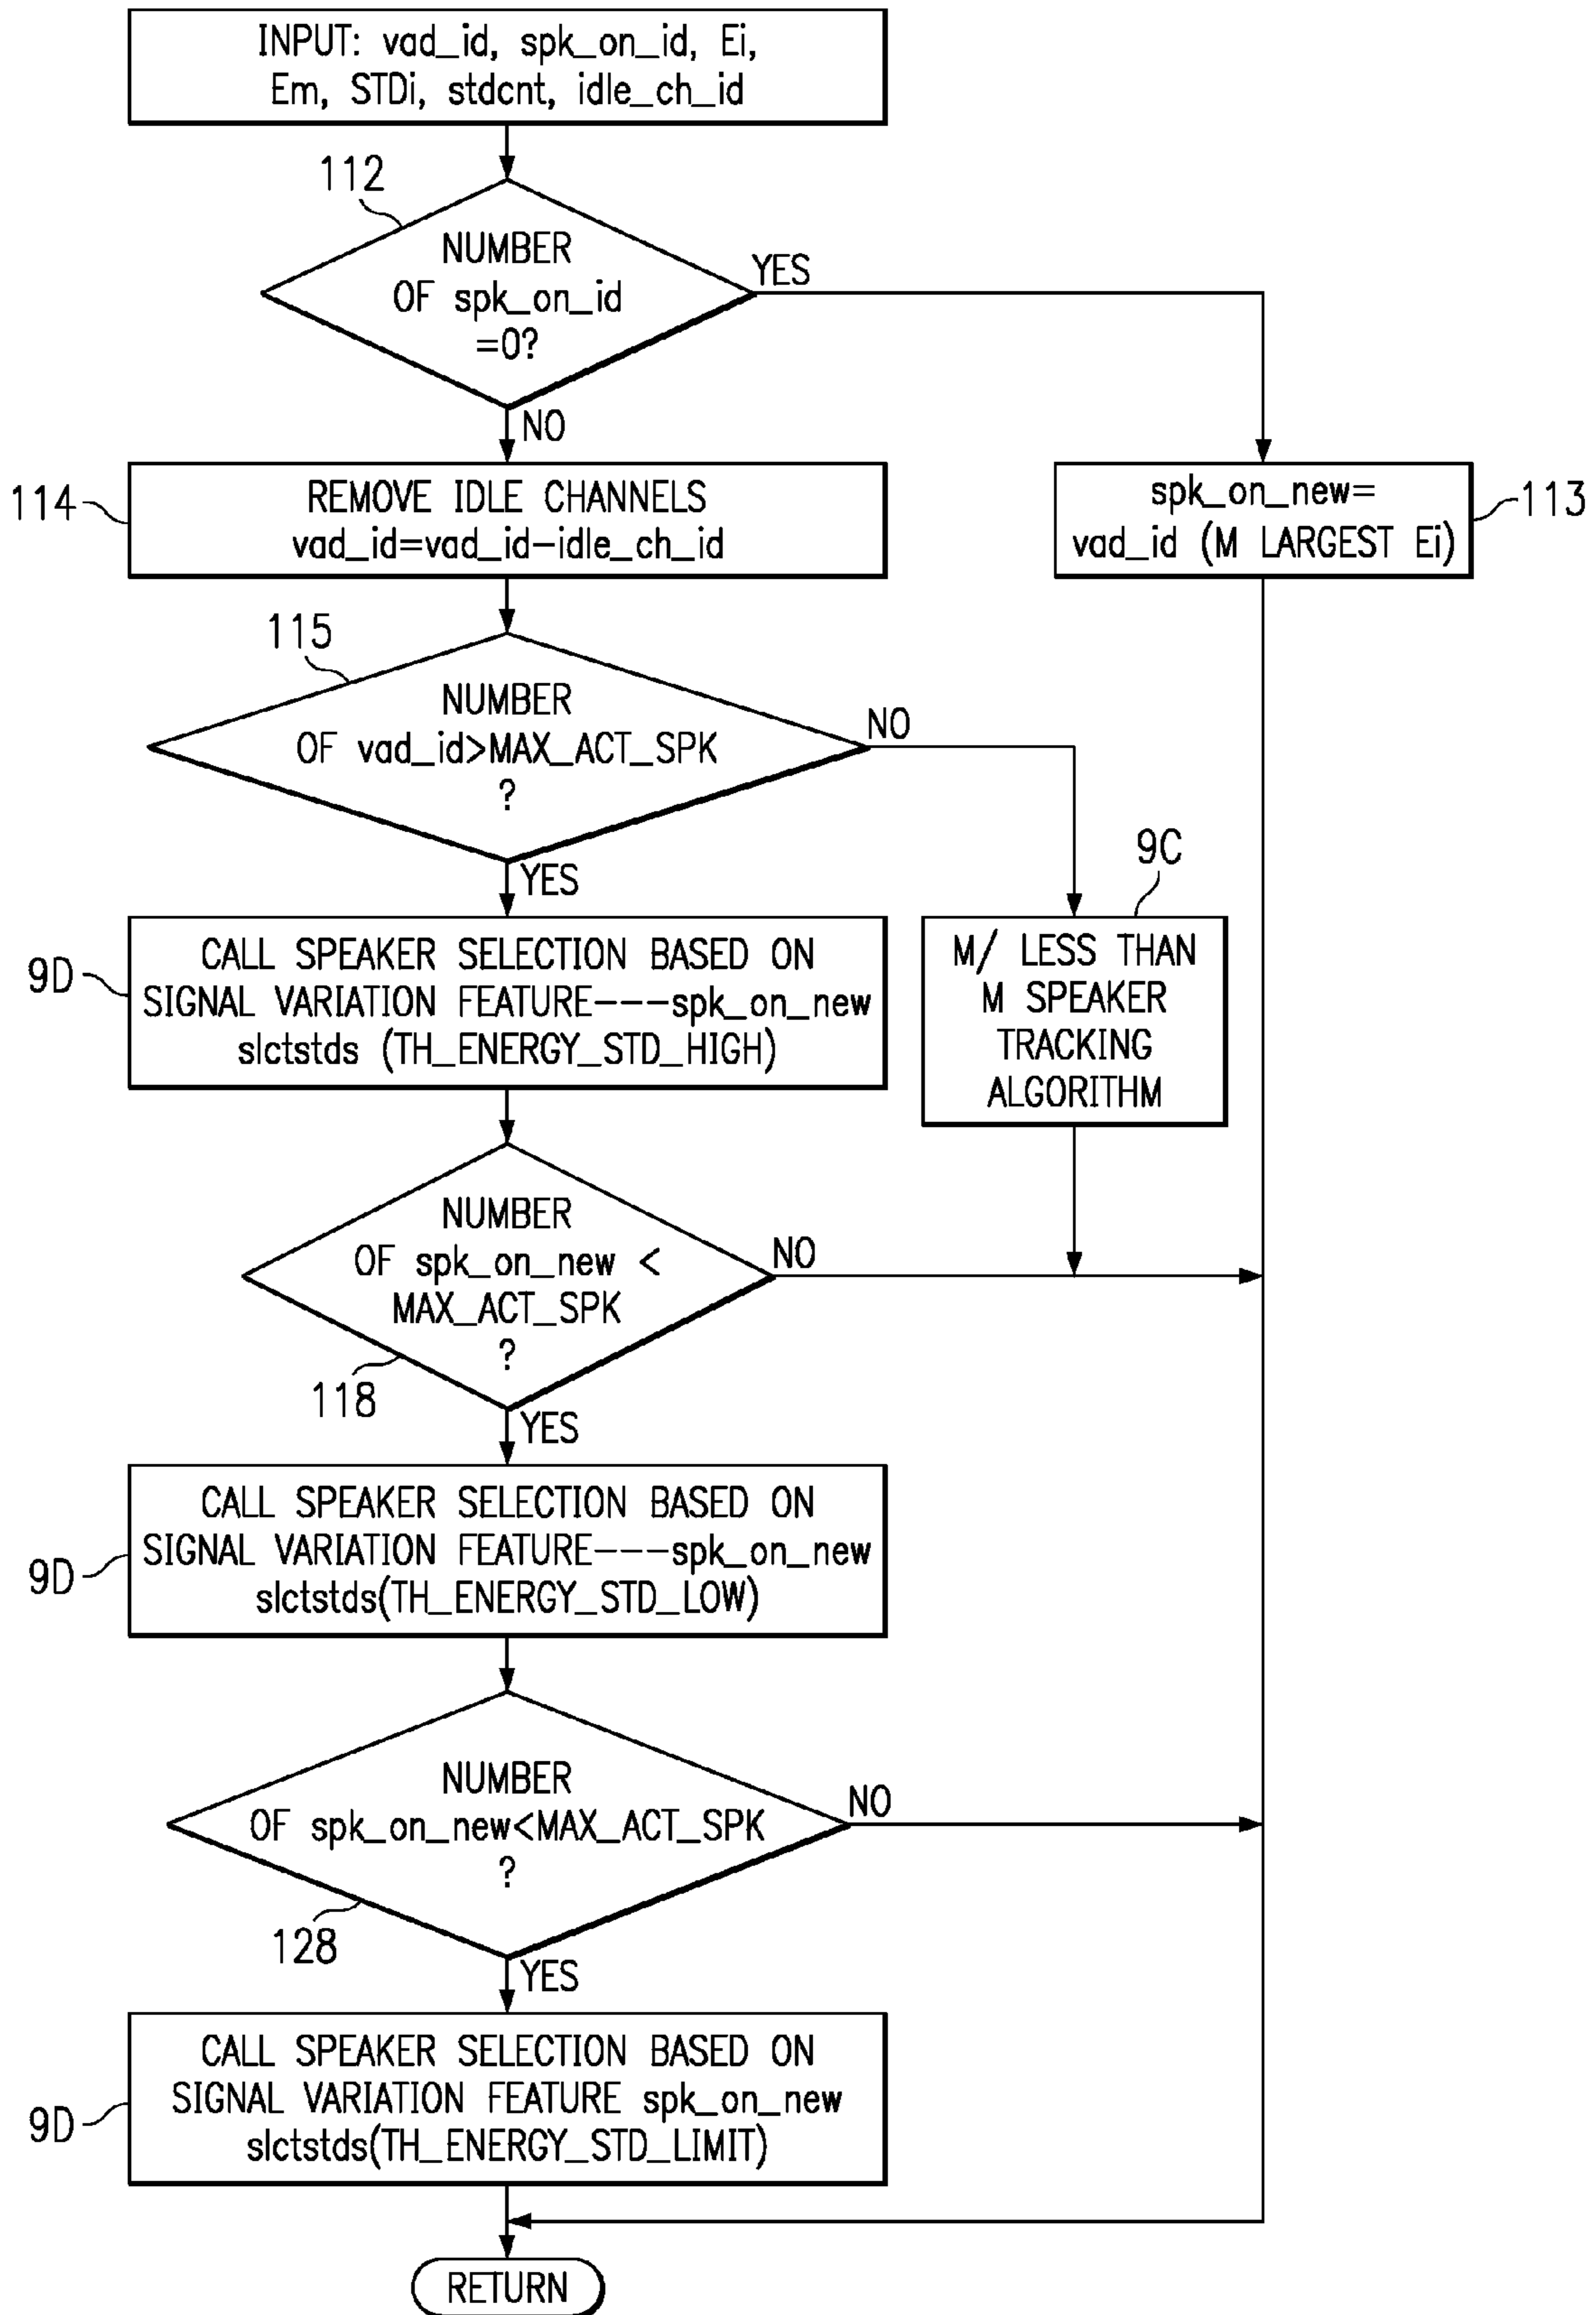 INPUT: vad_id, spk_on_id, Ei,
Em, STDi, stdcnt, idle_ch_id
112
NUMBER
OF spk_on_id
=0?
YES
NO
114
REMOVE IDLE CHANNELS
vad_id=vad_id-idle_ch_id
spk_on_new=
vad_id (M LARGEST Ei)
113
115
NUMBER
OF vad_id>MAX_ACT_SPK
?
NO
YES
9C
M/ LESS THAN
M SPEAKER
TRACKING
ALGORITHM
9D
CALL SPEAKER SELECTION BASED ON
SIGNAL VARIATION FEATURE---spk_on_new
slctstds (TH_ENERGY_STD_HIGH)
NUMBER
OF spk_on_new <
MAX_ACT_SPK
?
NO
118
YES
9D
CALL SPEAKER SELECTION BASED ON
SIGNAL VARIATION FEATURE---spk_on_new
slctstds(TH_ENERGY_STD_LOW)
NUMBER
OF spk_on_new<MAX_ACT_SPK
?
NO
128
YES
9D
CALL SPEAKER SELECTION BASED ON
SIGNAL VARIATION FEATURE spk_on_new
slctstds(TH_ENERGY_STD_LIMIT)
RETURN